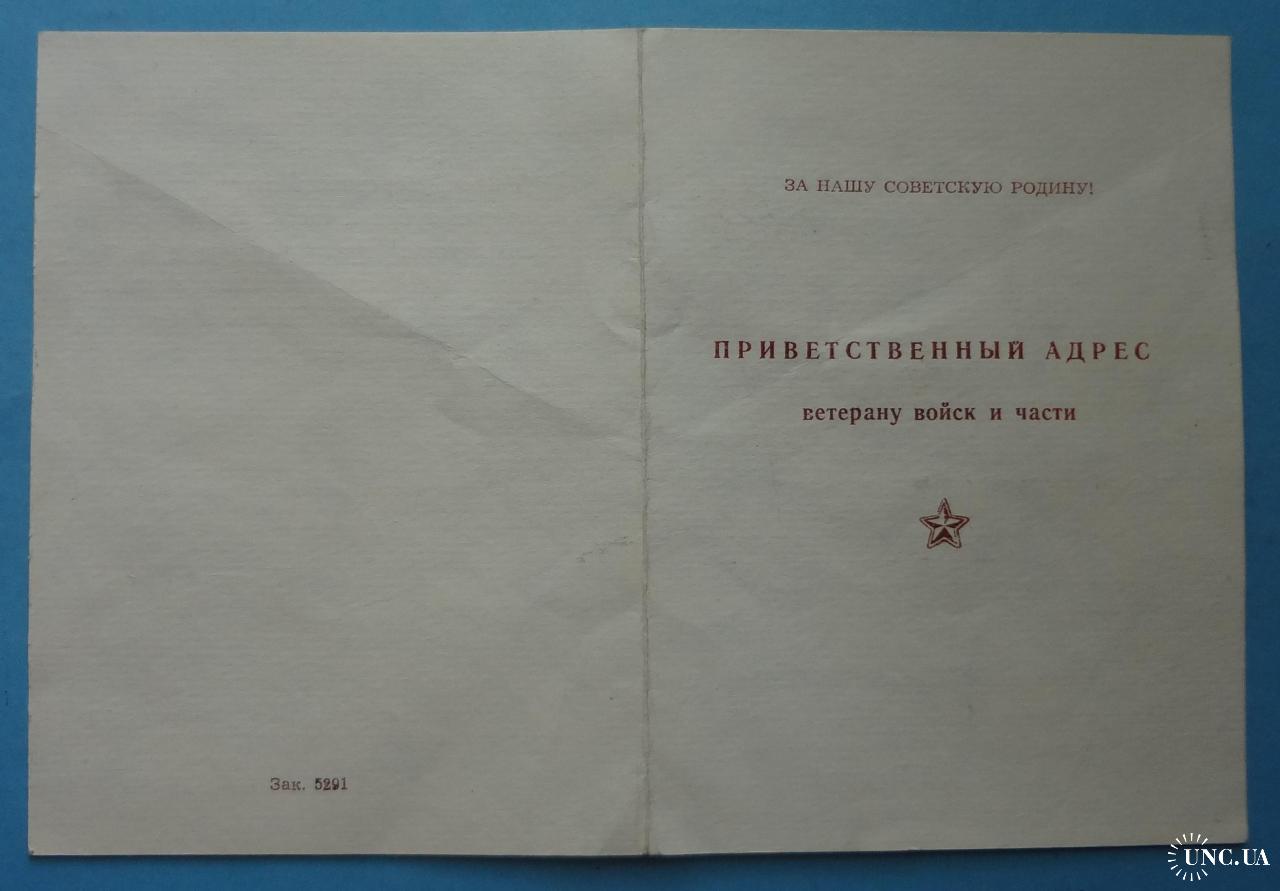 ЗА НАШУ СОВЕТСКУЮ РОДИНУ!
ПРИВЕТСТВЕННЫЙ АДРЕС
ветерану войск и части
Зак. 5291
UNC.UA